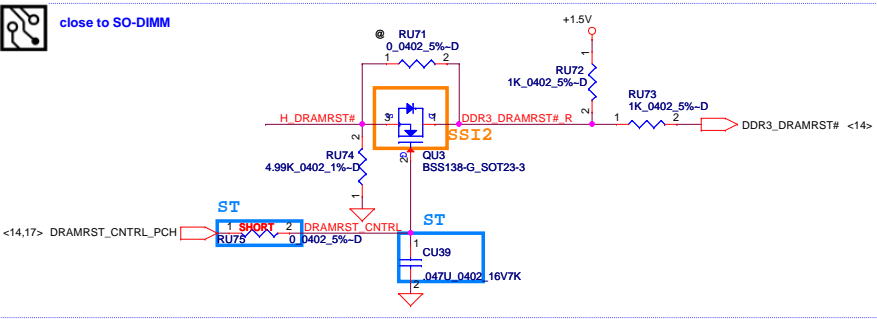 close to SO-DIMM
+1.5V
@
RU71
0_0402_5%~D
1 2
1
RU72
1K_0402_5%~D
2
RU73
1K_0402_5%~D
1 2
H_DRAMRST#
3 S
D 1
DDR3_DRAMRST#_R
DDR3_DRAMRST# <14>
SSI2
2
G
2
RU74
4.99K_0402_1%~D
1
QU3
BSS138-G_SOT23-3
ST
ST
<14,17> DRAMRST_CNTRL_PCH
1 SHORT 2
DRAMRST_CNTRL
RU75
0_0402_5%~D
1
CU39
.047U_0402_16V7K
2